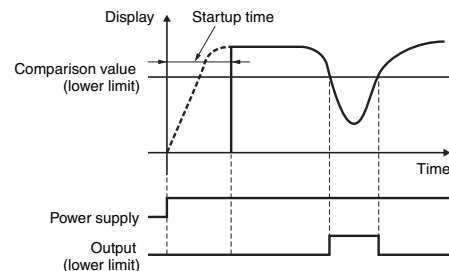 Display
Startup time
Comparison value
(lower limit)
Time
Power supply
Output
(lower limit)